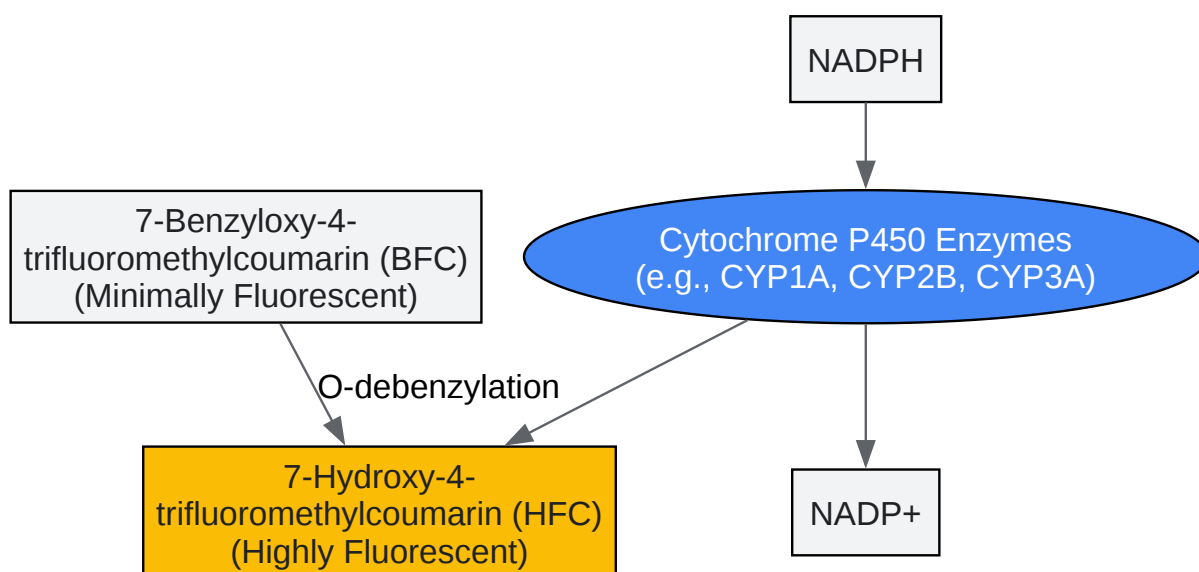 NADPH
7-Benzyloxy-4-
trifluoromethylcoumarin (BFC)
(Minimally Fluorescent)
Cytochrome P450 Enzymes
(e.g., CYP1A, CYP2B, CYP3A)
O-debenzylation
7-Hydroxy-4-
trifluoromethylcoumarin (HFC)
(Highly Fluorescent)
NADP+